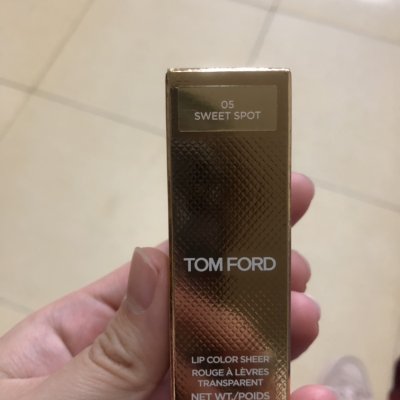 05
SWEET SPOT
TOM FORD
LIP COLOR SHEER
ROUGE À LÈVRES
TRANSPARENT
NET WT./POIDS